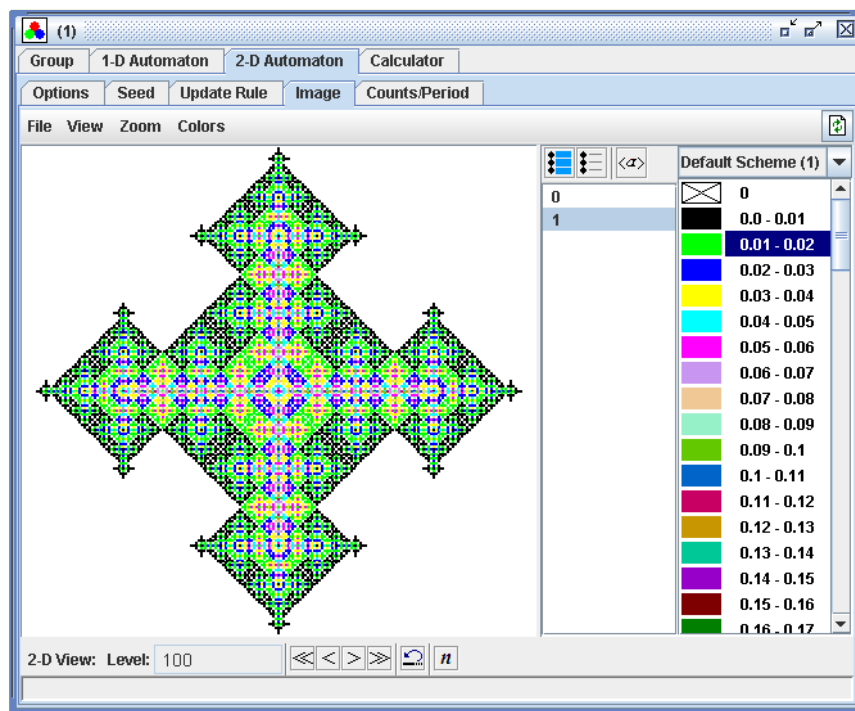 (1)
Group 1-D Automaton 2-D Automaton Calculator
Options Seed Update Rule Image Counts/Period
File View Zoom Colors
<α> Default Scheme (1)
0
1
0
0.0 - 0.01
0.01 - 0.02
0.02 - 0.03
0.03 - 0.04
0.04 - 0.05
0.05 - 0.06
0.06 - 0.07
0.07 - 0.08
0.08 - 0.09
0.09 - 0.1
0.1 - 0.11
0.11 - 0.12
0.12 - 0.13
0.13 - 0.14
0.14 - 0.15
0.15 - 0.16
0.16 - 0.17
2-D View: Level: 100 << < > >> n